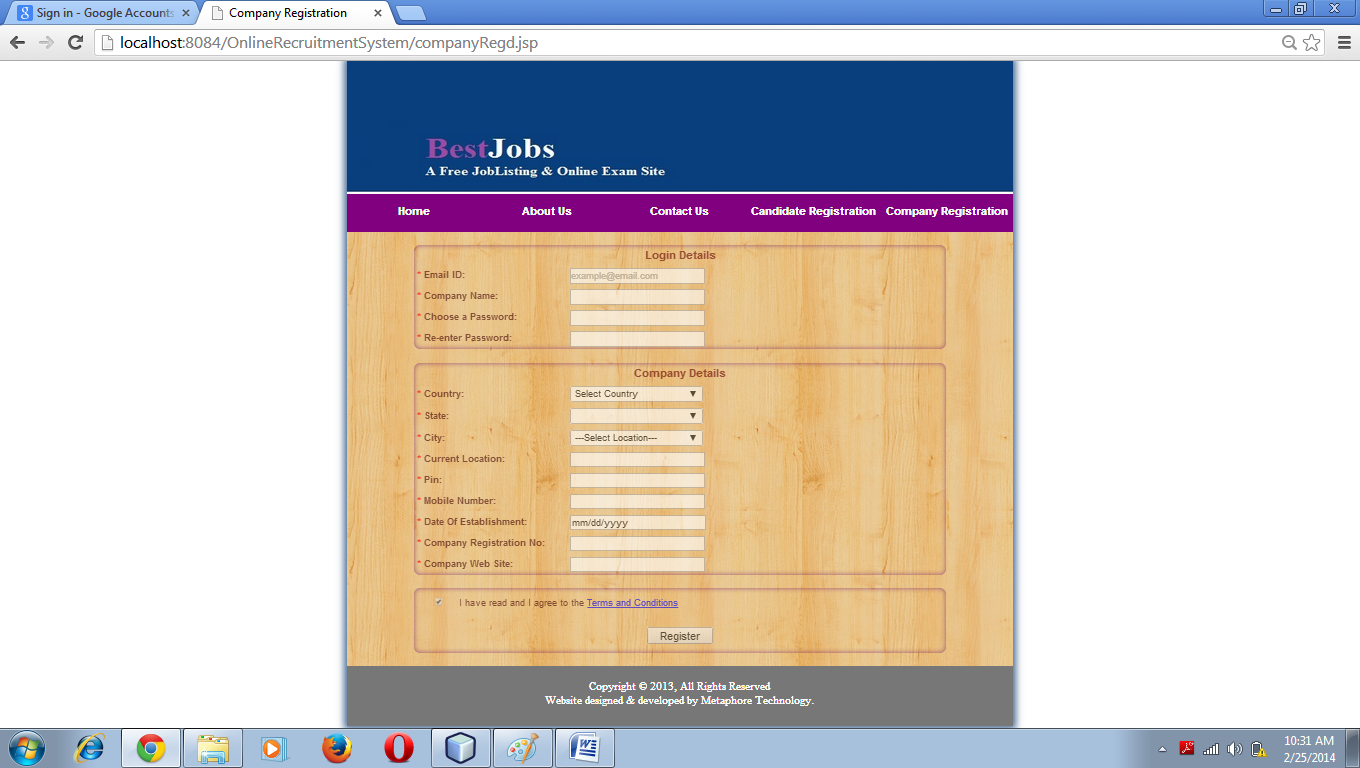 Sign in - Google Accounts
Company Registration
localhost:8084/OnlineRecruitmentSystem/companyRegd.jsp
BestJobs
A Free JobListing & Online Exam Site
Home About Us Contact Us Candidate Registration Company Registration
Login Details
* Email ID: example@email.com
* Company Name:
* Choose a Password:
* Re-enter Password:
Company Details
* Country: Select Country
* State:
* City: ---Select Location---
* Current Location:
* Pin:
* Mobile Number:
* Date Of Establishment: mm/dd/yyyy
* Company Registration No:
* Company Web Site:
I have read and I agree to the Terms and Conditions
Register
Copyright © 2013, All Rights Reserved
Website designed & developed by Metaphore Technology.
10:31 AM
2/25/2014